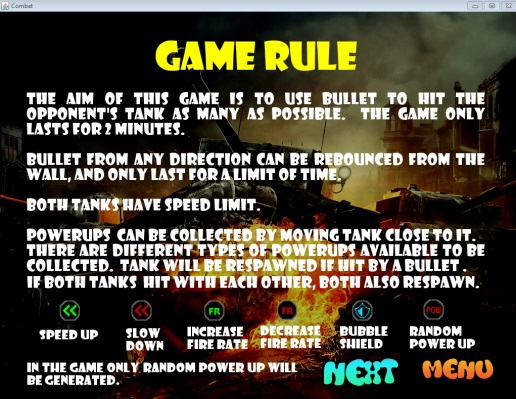 Combat
GAME RULE
THE AIM OF THIS GAME IS TO USE BULLET TO HIT THE
OPPONENT'S TANK AS MANY AS POSSIBLE. THE GAME ONLY
LASTS FOR 2 MINUTES.
BULLET FROM ANY DIRECTION CAN BE REBOUNCED FROM THE
WALL, AND ONLY LAST FOR A LIMIT OF TIME.
BOTH TANKS HAVE SPEED LIMIT.
POWERUPS CAN BE COLLECTED BY MOVING TANK CLOSE TO IT.
THERE ARE DIFFERENT TYPES OF POWERUPS AVAILABLE TO BE
COLLECTED. TANK WILL BE RESPAWNED IF HIT BY A BULLET .
IF BOTH TANKS HIT WITH EACH OTHER, BOTH ALSO RESPAWN.
FR FR POW
SPEED UP SLOW INCREASE DECREASE BUBBLE RANDOM
DOWN FIRE RATE FIRE RATE SHIELD POWER UP
IN THE GAME ONLY RANDOM POWER UP WILL
BE GENERATED.
NEXT MENU